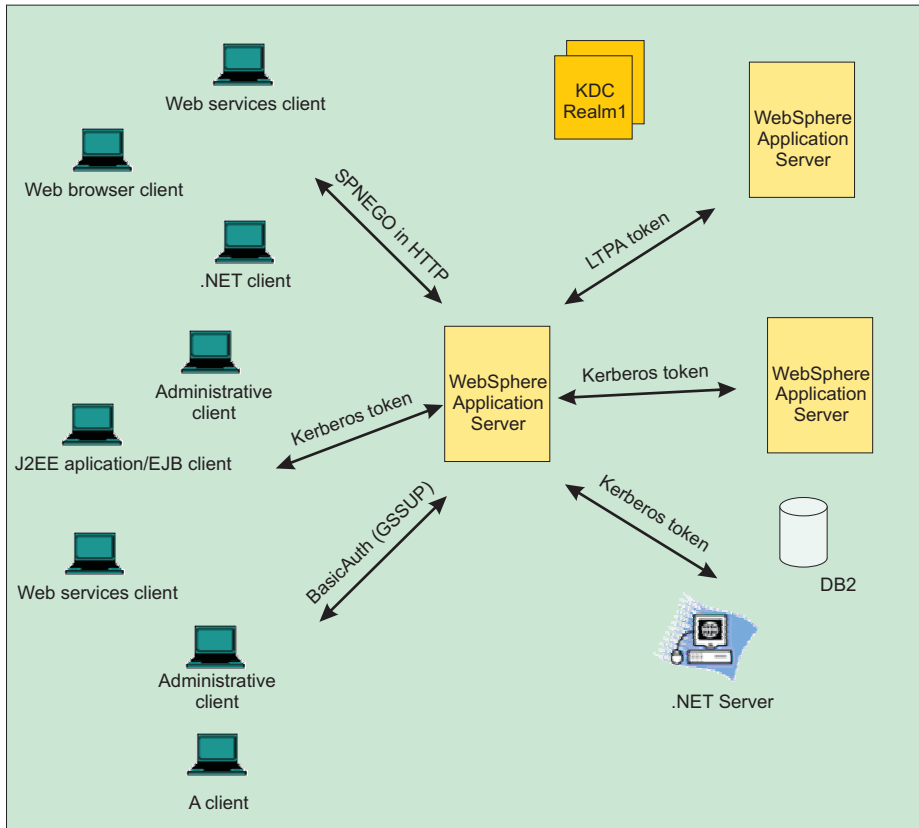 Web services client
KDC
Realm1
WebSphere
Application
Server
Web browser client
SPNEGO in HTTP
LTPA token
.NET client
Administrative
client
Kerberos token
WebSphere
Application
Server
Kerberos token
WebSphere
Application
Server
J2EE aplication/EJB client
BasicAuth (GSSUP)
Kerberos token
Web services client
DB2
Administrative
client
.NET Server
A client